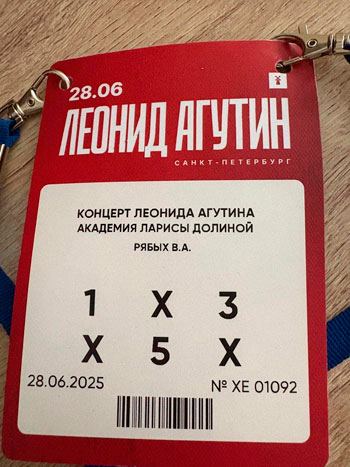 28.06
ЛЕОНИД АГУТИН
САНКТ-ПЕТЕРБУРГ
КОНЦЕРТ ЛЕОНИДА АГУТИНА
АКАДЕМИЯ ЛАРИСЫ ДОЛИНОЙ
РЯБЫХ В.А.
1 X 3
X 5 X
28.06.2025 № XE 01092